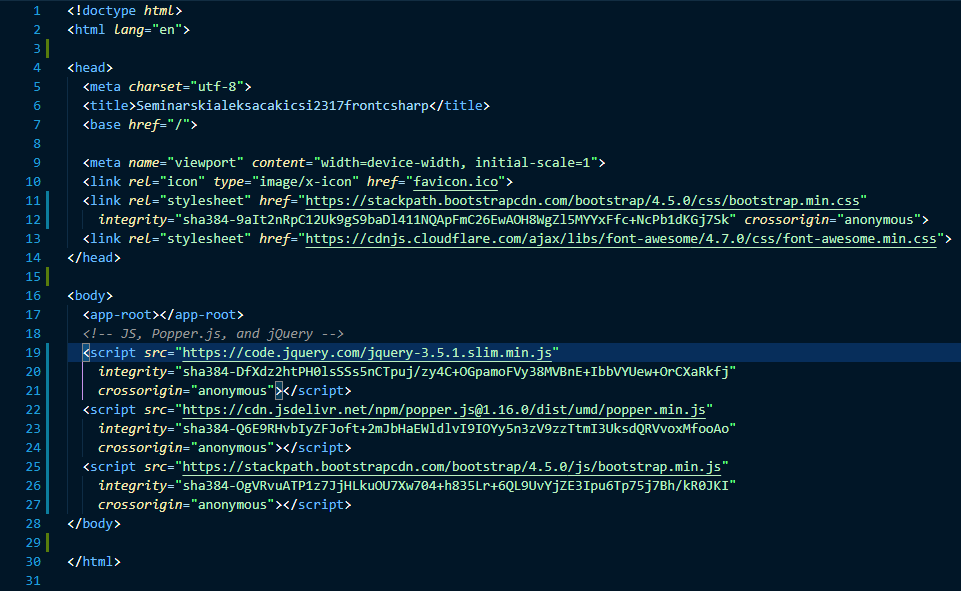 1 <!doctype html>
2 <html lang="en">
3
4 <head>
5 <meta charset="utf-8">
6 <title>Seminarskialeksacakicsi2317frontcsharp</title>
7 <base href="/">
8
9 <meta name="viewport" content="width=device-width, initial-scale=1">
10 <link rel="icon" type="image/x-icon" href="favicon.ico">
11 <link rel="stylesheet" href="https://stackpath.bootstrapcdn.com/bootstrap/4.5.0/css/bootstrap.min.css"
12 integrity="sha384-9aIt2nRpC12Uk9gS9baDl411NQApFmC26EwAOH8WgZl5MYYxFfc+NcPb1dKGj7Sk" crossorigin="anonymous">
13 <link rel="stylesheet" href="https://cdnjs.cloudflare.com/ajax/libs/font-awesome/4.7.0/css/font-awesome.min.css">
14 </head>
15
16 <body>
17 <app-root></app-root>
18 <!-- JS, Popper.js, and jQuery -->
19 <script src="https://code.jquery.com/jquery-3.5.1.slim.min.js"
20 integrity="sha384-DfXdz2htPH0lsSSs5nCTpuj/zy4C+OGpamoFVy38MVBnE+IbbVYUew+OrCXaRkfj"
21 crossorigin="anonymous"></script>
22 <script src="https://cdn.jsdelivr.net/npm/popper.js@1.16.0/dist/umd/popper.min.js"
23 integrity="sha384-Q6E9RHvbIyZFJoft+2mJbHaEWldlvI9IOYy5n3zV9zzTtmI3UksdQRVvoxMfooAo"
24 crossorigin="anonymous"></script>
25 <script src="https://stackpath.bootstrapcdn.com/bootstrap/4.5.0/js/bootstrap.min.js"
26 integrity="sha384-OgVRvuATP1z7JjHLkuOU7Xw704+h835Lr+6QL9UvYjZE3Ipu6Tp75j7Bh/kR0JKI"
27 crossorigin="anonymous"></script>
28 </body>
29
30 </html>
31